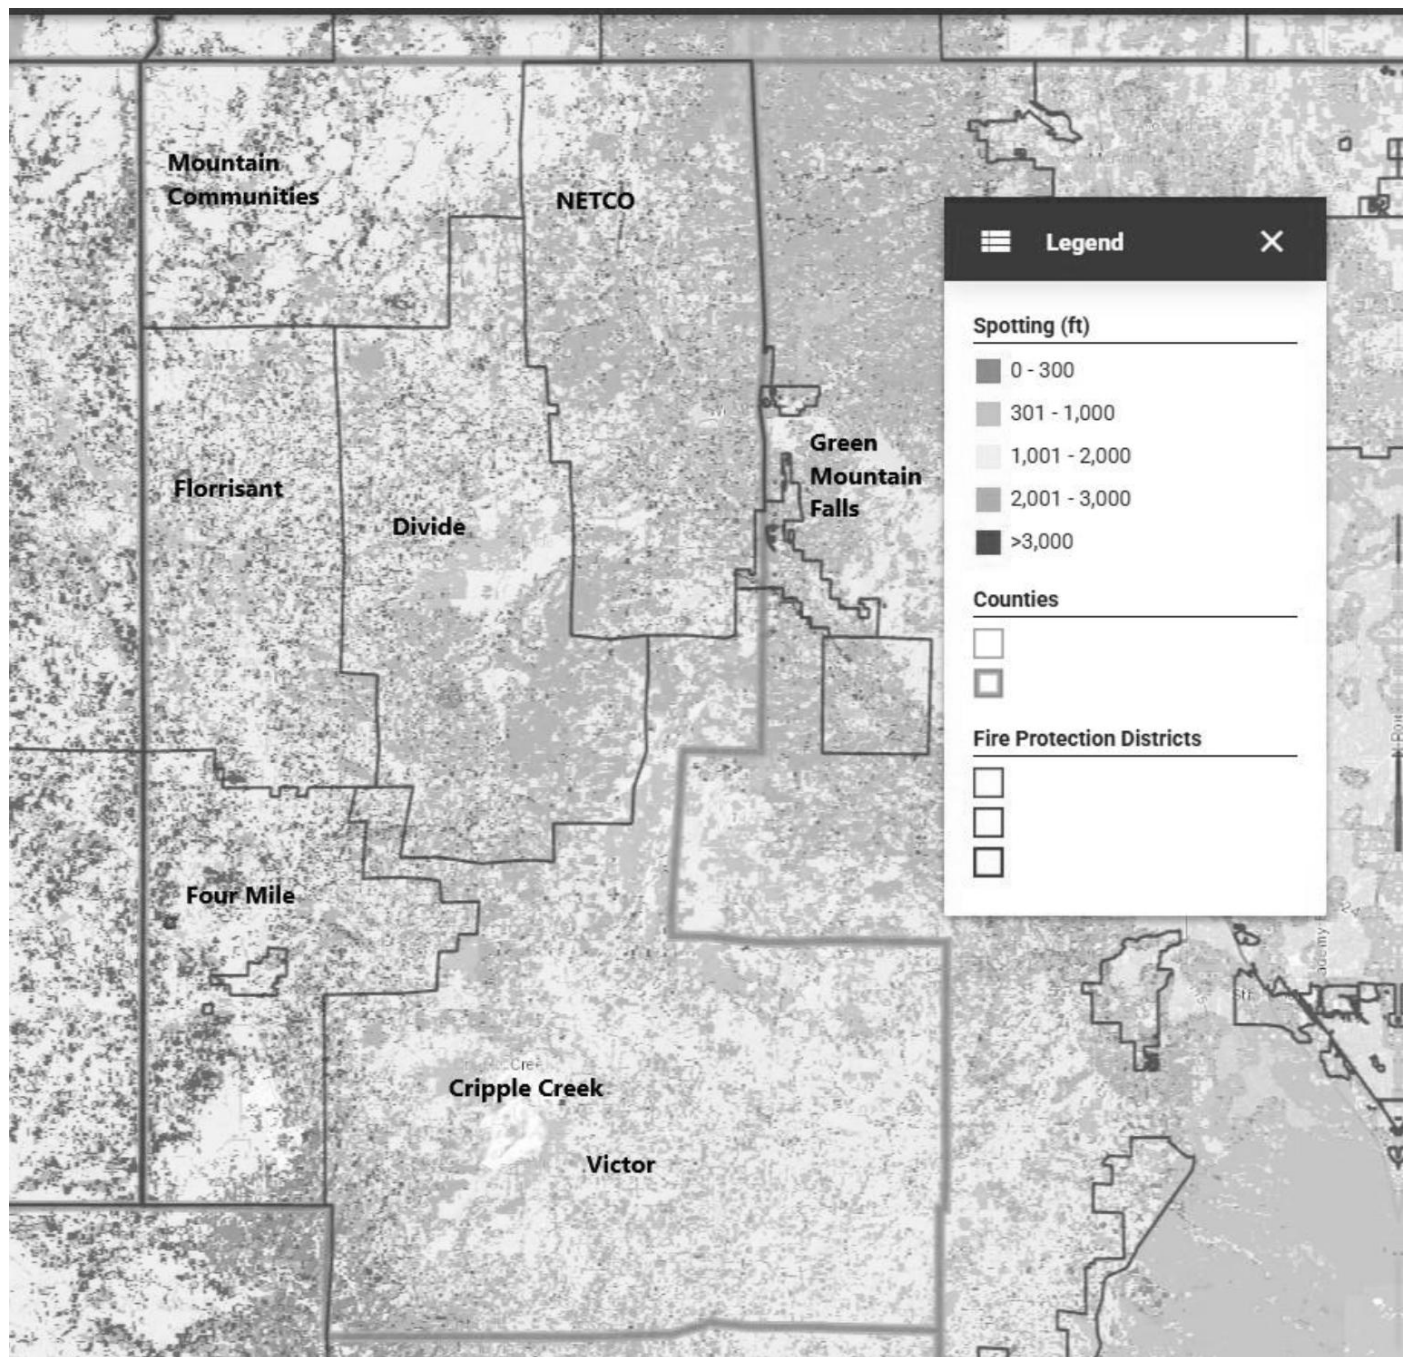 Mountain
Communities
NETCO
Legend
Spotting (ft)
0 - 300
301 - 1,000
1,001 - 2,000
2,001 - 3,000
>3,000
Counties
Fire Protection Districts
Green
Mountain
Falls
Florrisant
Divide
Four Mile
Cripple Creek
Victor